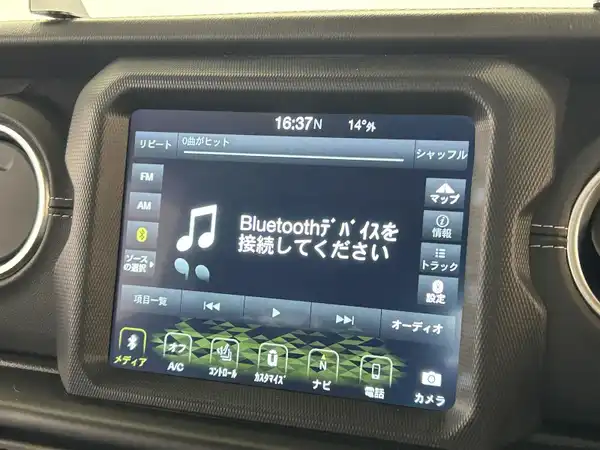 16:37 N 14°外
リピート
0曲がヒット
シャッフル
FM
AM
ソース
の選択
Bluetoothﾃﾞﾊﾞｲｽを
接続してください
マップ
情報
トラック
設定
項目一覧
オーディオ
メディア
オフ
A/C
ｺﾝﾄﾛｰﾙ
ｶｽﾀﾏｲｽﾞ
N
ナビ
電話
カメラ